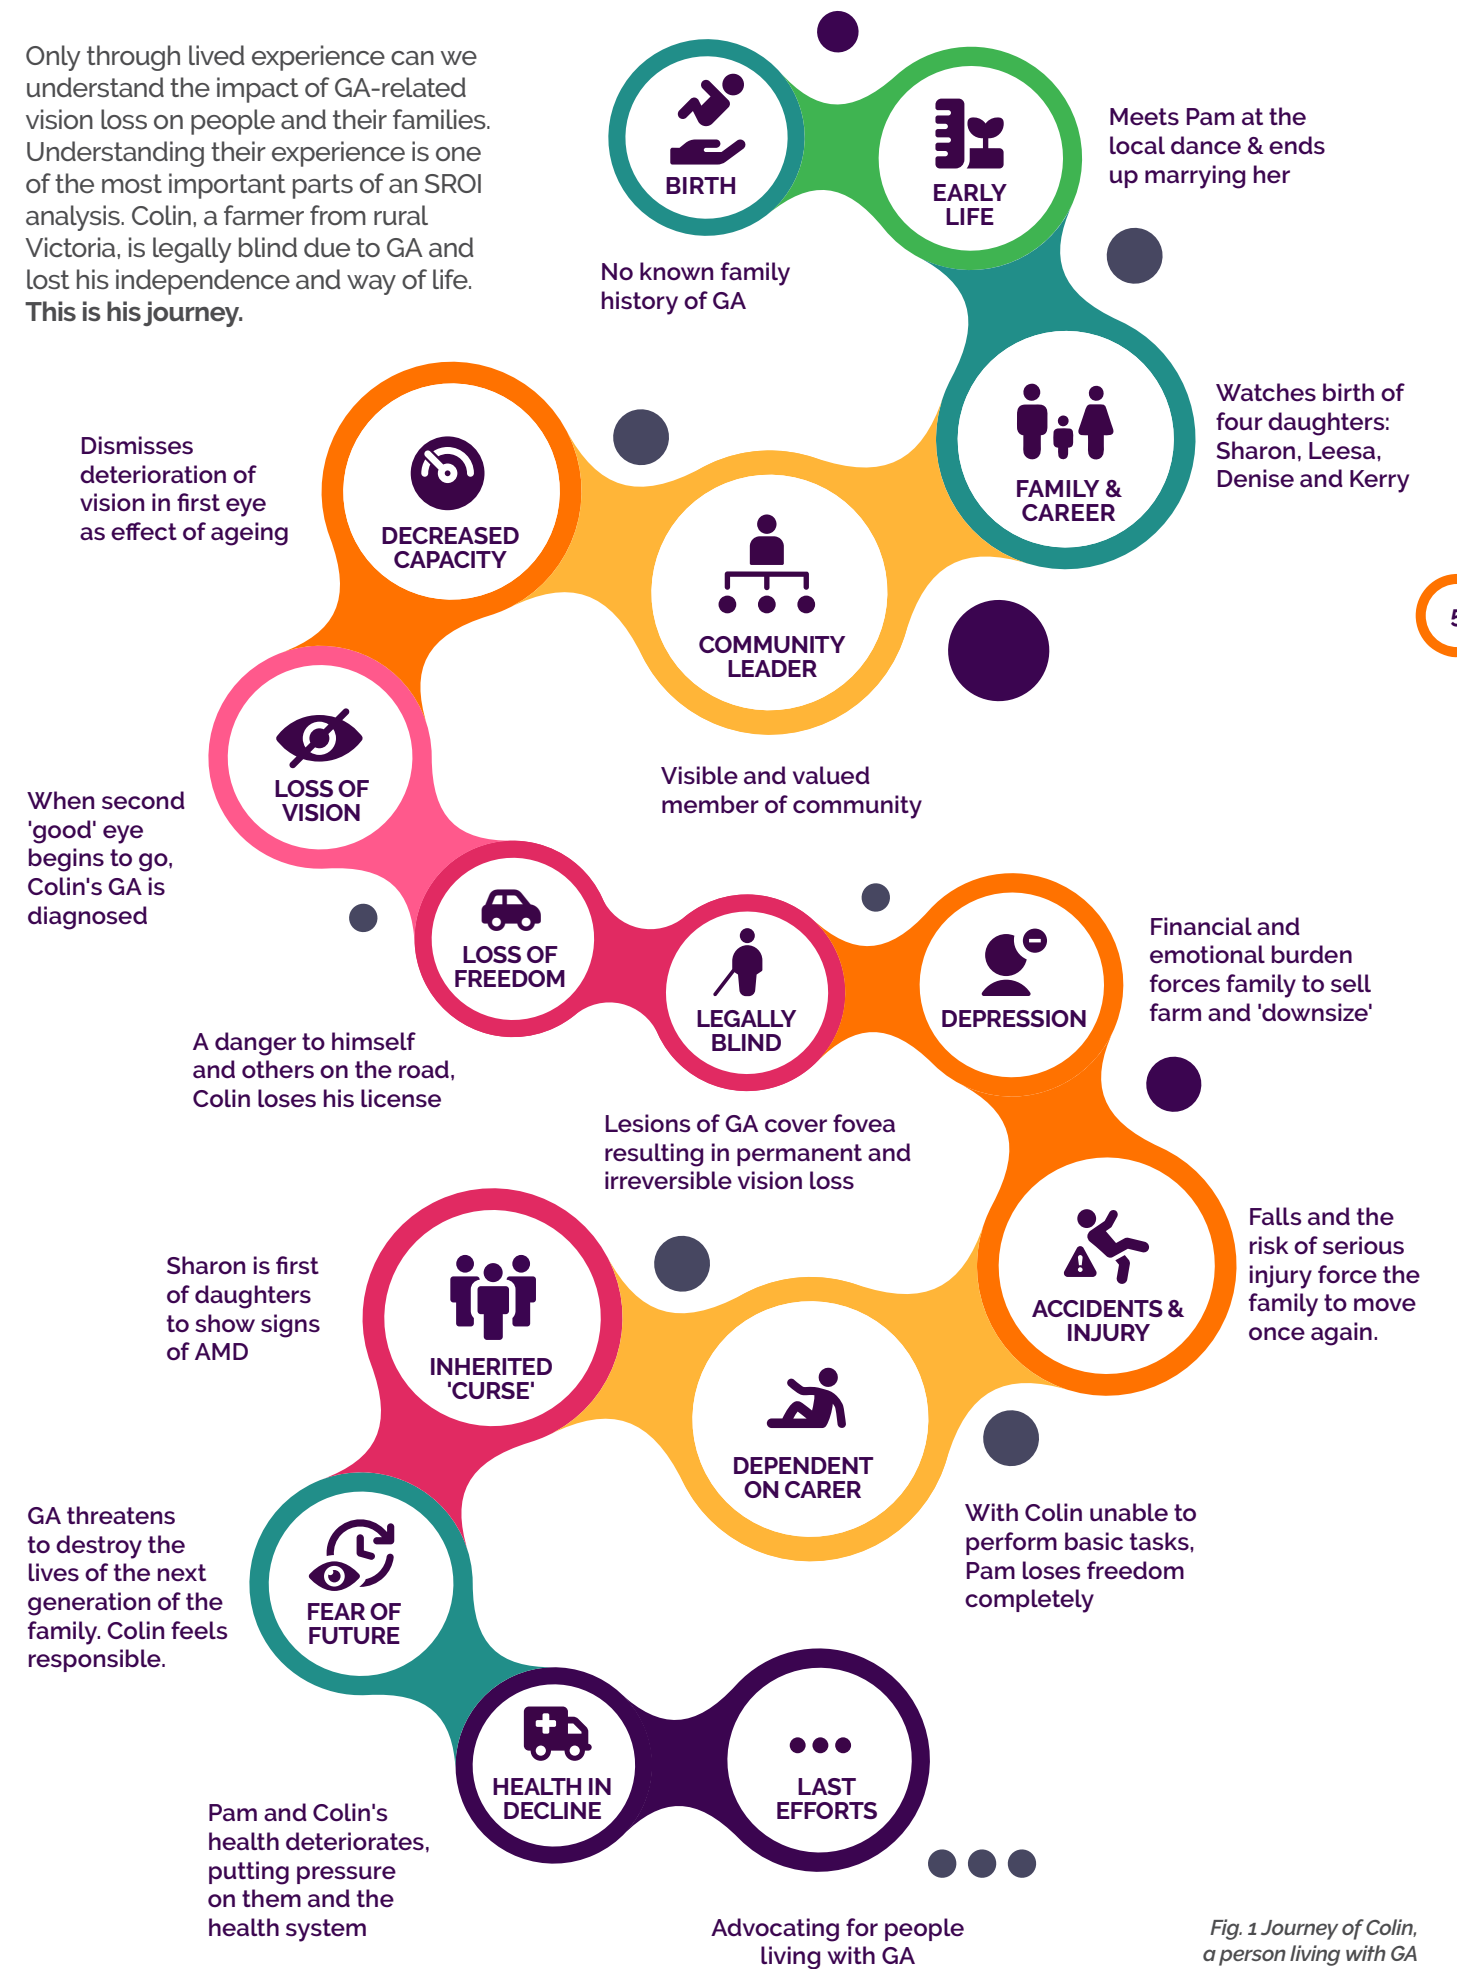 Only through lived experience can we
understand the impact of GA-related
vision loss on people and their families.
Understanding their experience is one
of the most important parts of an SROI
analysis. Colin, a farmer from rural
Victoria, is legally blind due to GA and
lost his independence and way of life.
This is his journey.
BIRTH
No known family
history of GA
EARLY
LIFE
Meets Pam at the
local dance & ends
up marrying her
FAMILY &
CAREER
Watches birth of
four daughters:
Sharon, Leesa,
Denise and Kerry
COMMUNITY
LEADER
Visible and valued
member of community
DECREASED
CAPACITY
Dismisses
deterioration of
vision in first eye
as effect of ageing
LOSS OF
VISION
When second
'good' eye
begins to go,
Colin's GA is
diagnosed
LOSS OF
FREEDOM
A danger to himself
and others on the road,
Colin loses his license
LEGALLY
BLIND
Lesions of GA cover fovea
resulting in permanent and
irreversible vision loss
DEPRESSION
Financial and
emotional burden
forces family to sell
farm and 'downsize'
ACCIDENTS &
INJURY
Falls and the
risk of serious
injury force the
family to move
once again.
DEPENDENT
ON CARER
With Colin unable to
perform basic tasks,
Pam loses freedom
completely
INHERITED
'CURSE'
Sharon is first
of daughters
to show signs
of AMD
FEAR OF
FUTURE
GA threatens
to destroy the
lives of the next
generation of the
family. Colin feels
responsible.
HEALTH IN
DECLINE
Pam and Colin's
health deteriorates,
putting pressure
on them and the
health system
LAST
EFFORTS
Advocating for people
living with GA
Fig. 1 Journey of Colin,
a person living with GA